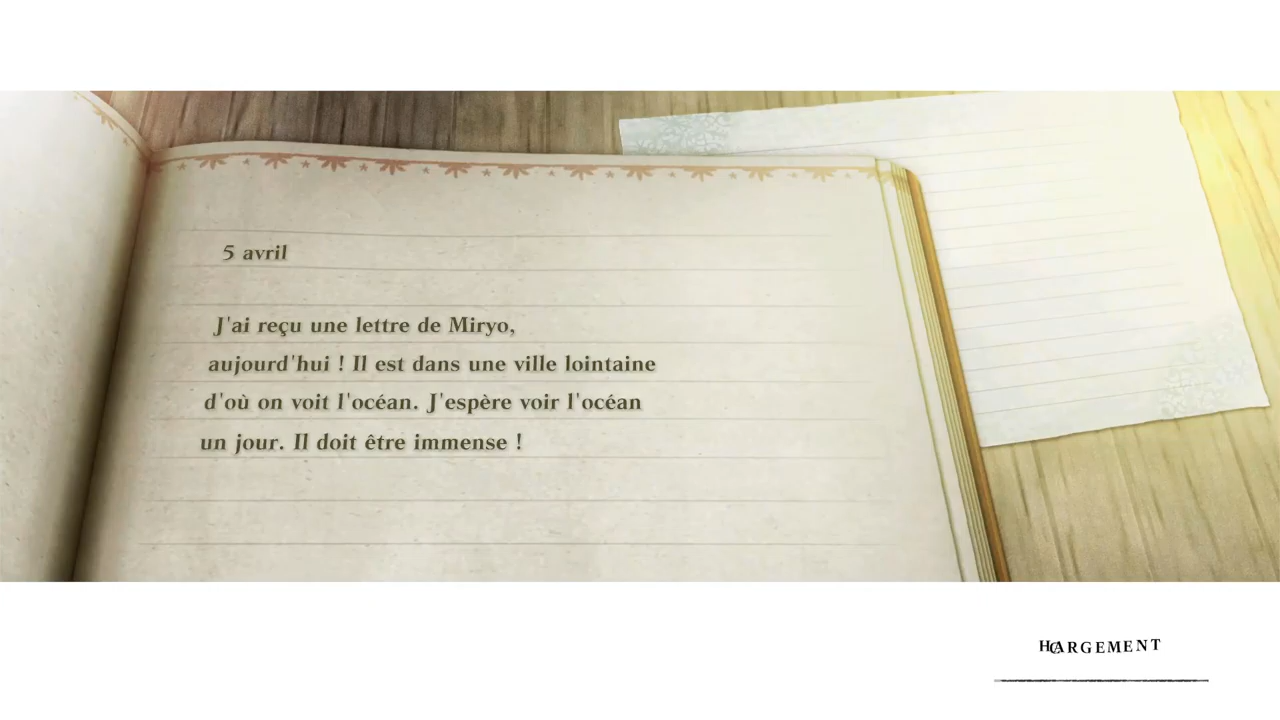 5 avril
J'ai reçu une lettre de Miryo,
aujourd'hui ! Il est dans une ville lointaine
d'où on voit l'océan. J'espère voir l'océan
un jour. Il doit être immense !
CHARGEMENT